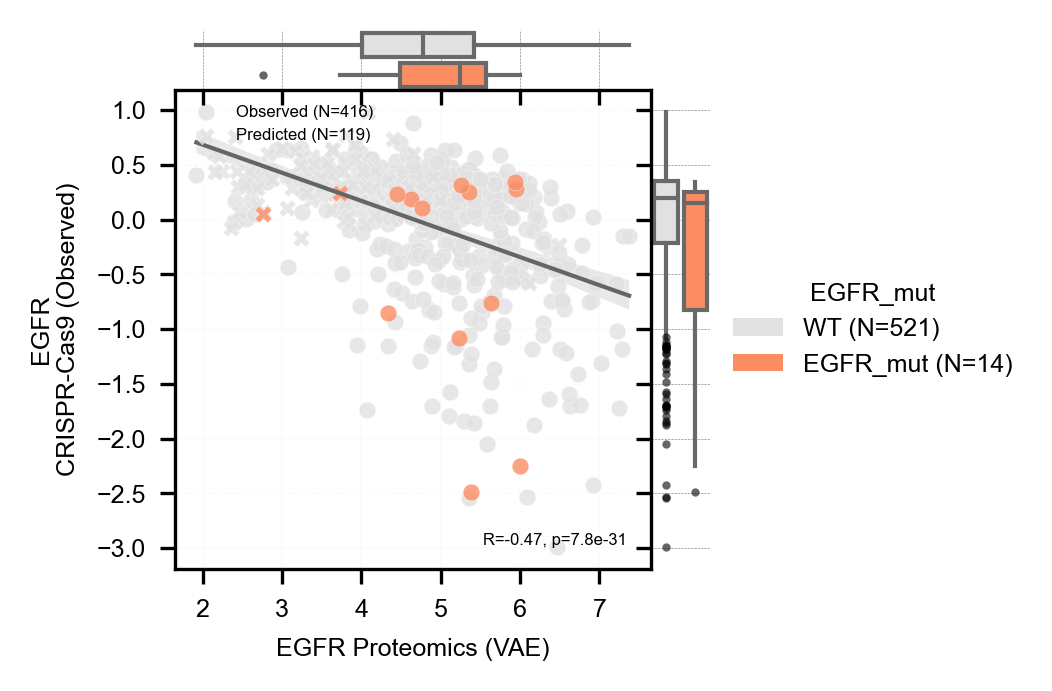 1.0
0.5
0.0
−0.5
−1.0
−1.5
−2.0
−2.5
−3.0
EGFR
CRISPR-Cas9 (Observed)
Observed (N=416)
Predicted (N=119)
R=-0.47, p=7.8e-31
2 3 4 5 6 7
EGFR Proteomics (VAE)
EGFR_mut
WT (N=521)
EGFR_mut (N=14)